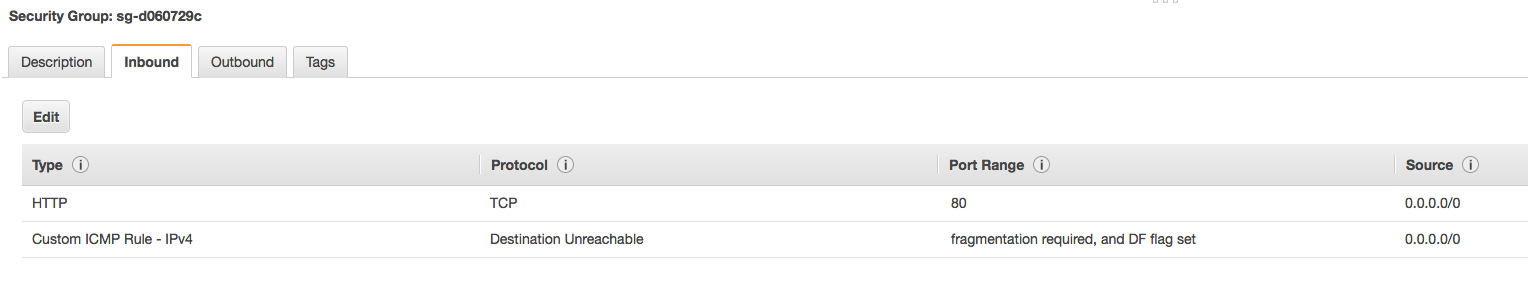 Security Group: sg-d060729c
Description Inbound Outbound Tags
Edit
Type i Protocol i Port Range i Source i
HTTP TCP 80 0.0.0.0/0
Custom ICMP Rule - IPv4 Destination Unreachable fragmentation required, and DF flag set 0.0.0.0/0